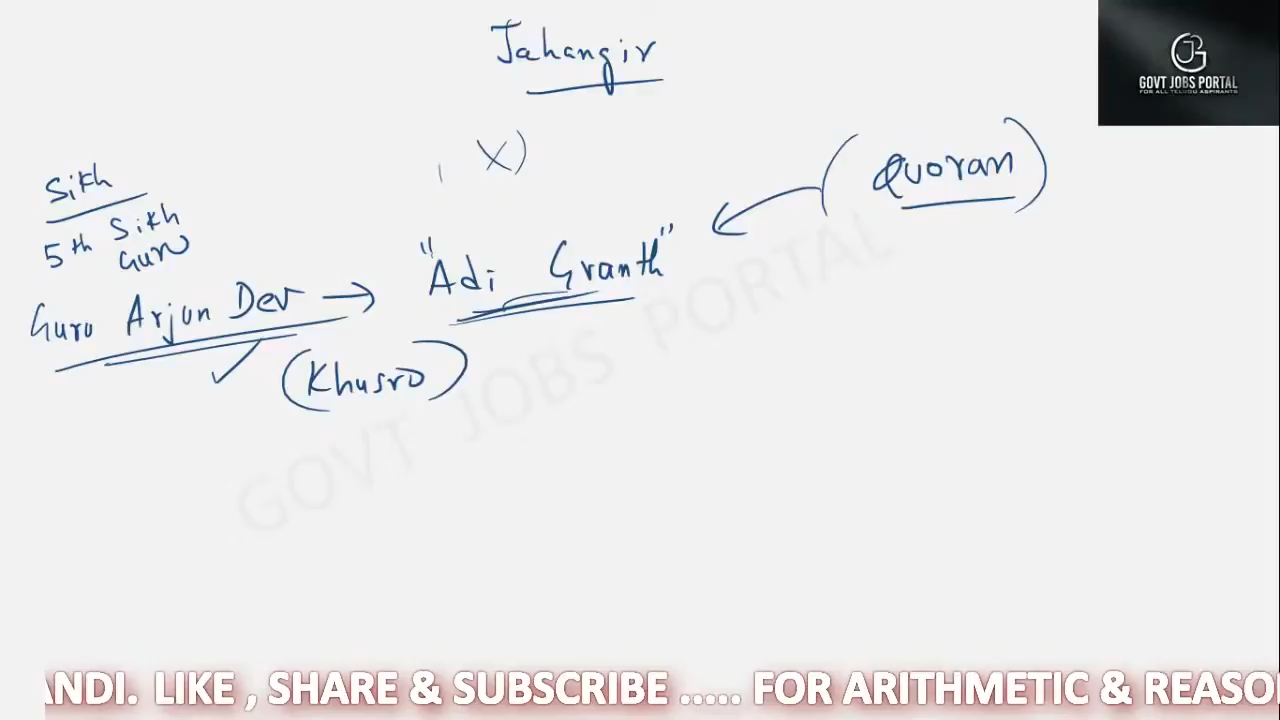 Jahangir
GOVT JOBS PORTAL
FOR ALL TELUGU ASPIRANTS
X)
(Quoran)
Sikh
5th Sikh Guru
Guru Arjun Dev → "Adi Granth"
(Khusro)
GOVT JOBS PORTAL
ANDI. LIKE , SHARE & SUBSCRIBE ..... FOR ARITHMETIC & REASO